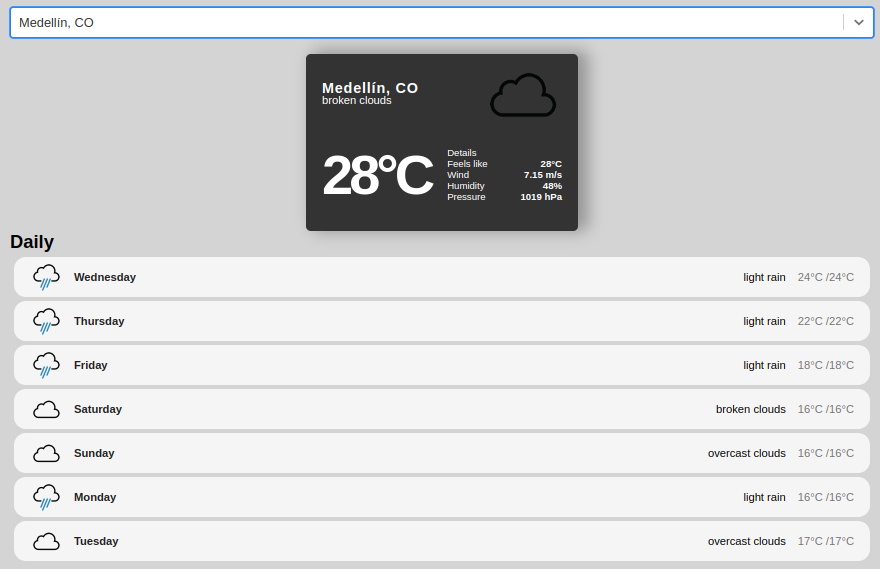 Medellín, CO
Medellín, CO
broken clouds
28°C
Details
Feels like 28°C
Wind 7.15 m/s
Humidity 48%
Pressure 1019 hPa
Daily
Wednesday light rain 24°C /24°C
Thursday light rain 22°C /22°C
Friday light rain 18°C /18°C
Saturday broken clouds 16°C /16°C
Sunday overcast clouds 16°C /16°C
Monday light rain 16°C /16°C
Tuesday overcast clouds 17°C /17°C